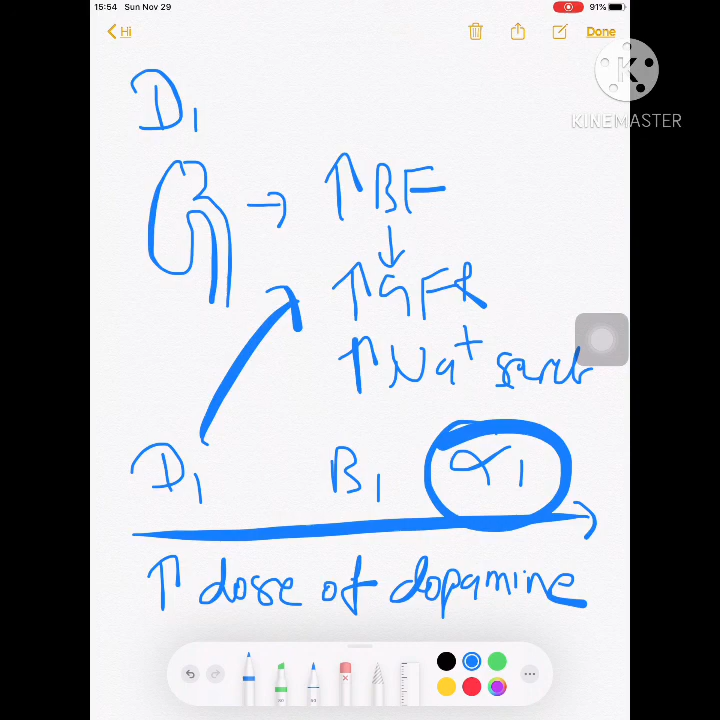 15:54 Sun Nov 29 91%
Hi Done
K
KINEMASTER
D1
→ ↑BF
↓
↑GFR
↑Na+
D1 B1 α1
↑ dose of dopamine